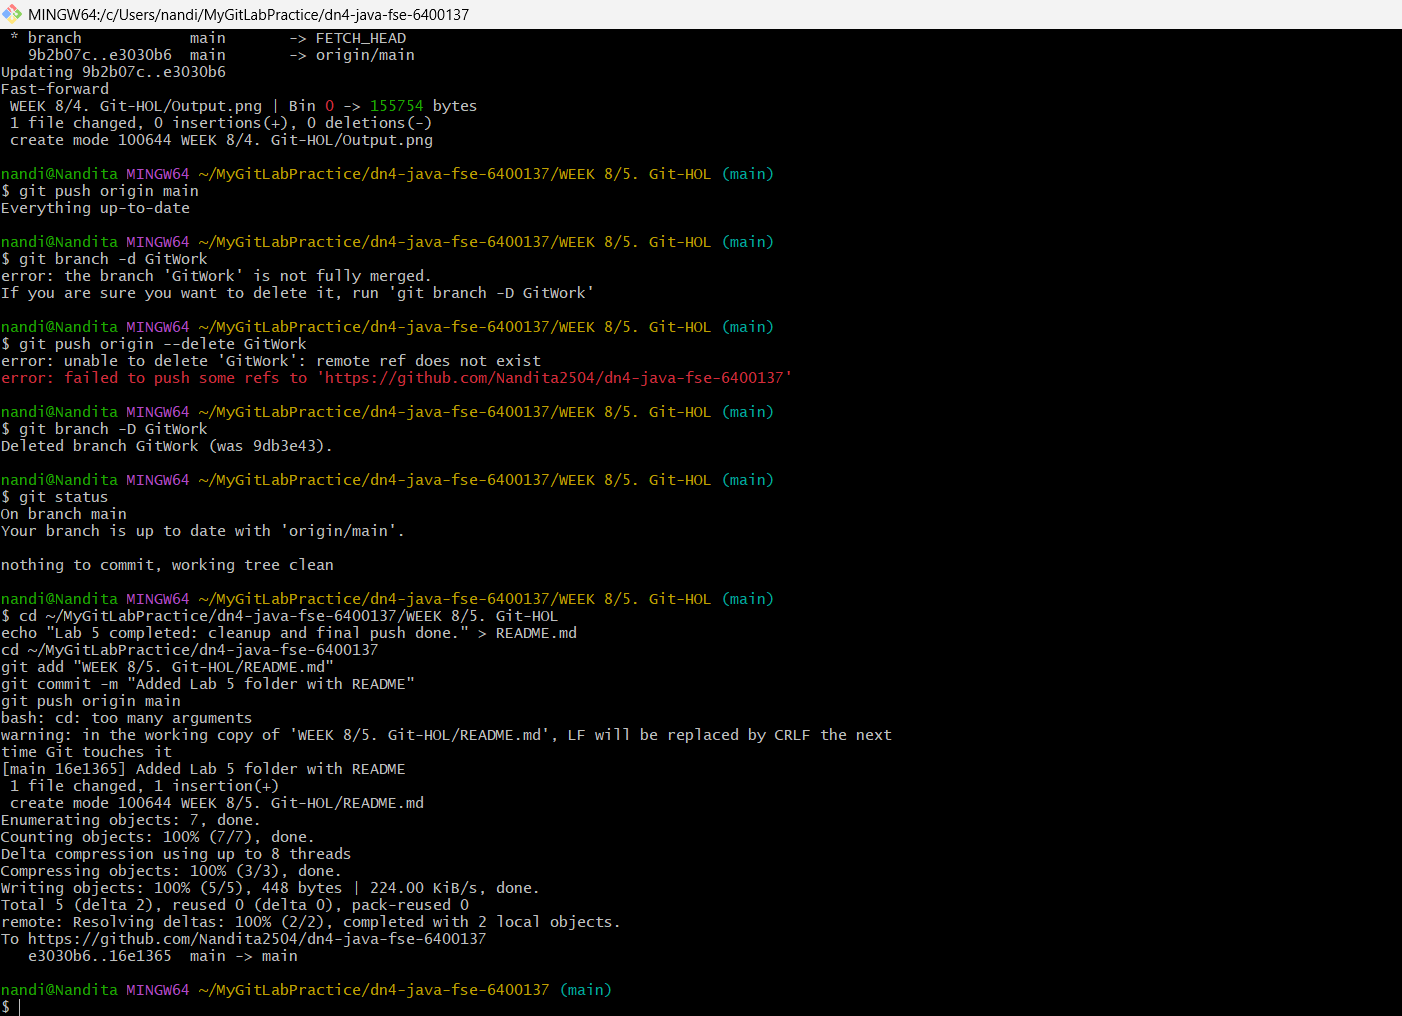 MINGW64:/c/Users/nandi/MyGitLabPractice/dn4-java-fse-6400137
 * branch            main       -> FETCH_HEAD
   9b2b07c..e3030b6  main       -> origin/main
Updating 9b2b07c..e3030b6
Fast-forward
 WEEK 8/4. Git-HOL/Output.png | Bin 0 -> 155754 bytes
 1 file changed, 0 insertions(+), 0 deletions(-)
 create mode 100644 WEEK 8/4. Git-HOL/Output.png

nandi@Nandita MINGW64 ~/MyGitLabPractice/dn4-java-fse-6400137/WEEK 8/5. Git-HOL (main)
$ git push origin main
Everything up-to-date

nandi@Nandita MINGW64 ~/MyGitLabPractice/dn4-java-fse-6400137/WEEK 8/5. Git-HOL (main)
$ git branch -d GitWork
error: the branch 'GitWork' is not fully merged.
If you are sure you want to delete it, run 'git branch -D GitWork'

nandi@Nandita MINGW64 ~/MyGitLabPractice/dn4-java-fse-6400137/WEEK 8/5. Git-HOL (main)
$ git push origin --delete GitWork
error: unable to delete 'GitWork': remote ref does not exist
error: failed to push some refs to 'https://github.com/Nandita2504/dn4-java-fse-6400137'

nandi@Nandita MINGW64 ~/MyGitLabPractice/dn4-java-fse-6400137/WEEK 8/5. Git-HOL (main)
$ git branch -D GitWork
Deleted branch GitWork (was 9db3e43).

nandi@Nandita MINGW64 ~/MyGitLabPractice/dn4-java-fse-6400137/WEEK 8/5. Git-HOL (main)
$ git status
On branch main
Your branch is up to date with 'origin/main'.

nothing to commit, working tree clean

nandi@Nandita MINGW64 ~/MyGitLabPractice/dn4-java-fse-6400137/WEEK 8/5. Git-HOL (main)
$ cd ~/MyGitLabPractice/dn4-java-fse-6400137/WEEK 8/5. Git-HOL
echo "Lab 5 completed: cleanup and final push done." > README.md
cd ~/MyGitLabPractice/dn4-java-fse-6400137
git add "WEEK 8/5. Git-HOL/README.md"
git commit -m "Added Lab 5 folder with README"
git push origin main
bash: cd: too many arguments
warning: in the working copy of 'WEEK 8/5. Git-HOL/README.md', LF will be replaced by CRLF the next
time Git touches it
[main 16e1365] Added Lab 5 folder with README
 1 file changed, 1 insertion(+)
 create mode 100644 WEEK 8/5. Git-HOL/README.md
Enumerating objects: 7, done.
Counting objects: 100% (7/7), done.
Delta compression using up to 8 threads
Compressing objects: 100% (3/3), done.
Writing objects: 100% (5/5), 448 bytes | 224.00 KiB/s, done.
Total 5 (delta 2), reused 0 (delta 0), pack-reused 0
remote: Resolving deltas: 100% (2/2), completed with 2 local objects.
To https://github.com/Nandita2504/dn4-java-fse-6400137
   e3030b6..16e1365  main -> main

nandi@Nandita MINGW64 ~/MyGitLabPractice/dn4-java-fse-6400137 (main)
$